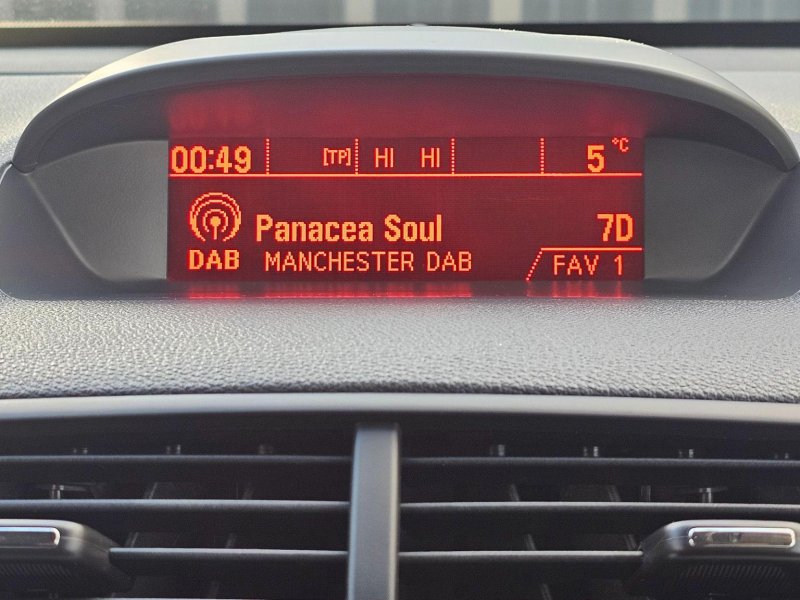 00:49 [TP] HI HI 5 °C
Panacea Soul 7D
DAB MANCHESTER DAB FAV 1